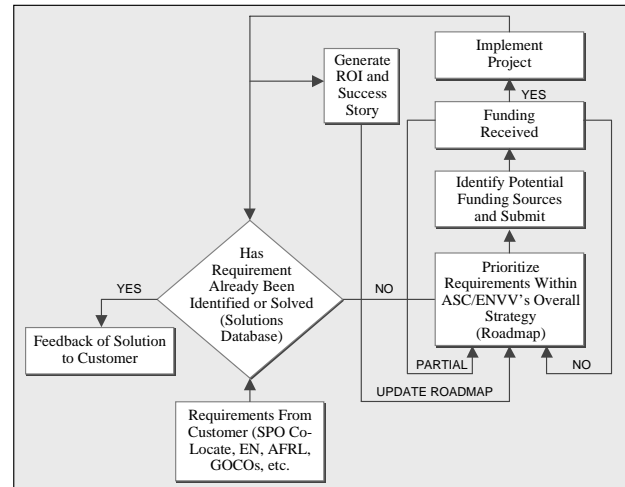 Generate
ROI and
Success
Story
Implement
Project
YES
Funding
Received
Identify Potential
Funding Sources
and Submit
Has
Requirement
Already Been
Identified or Solved
(Solutions
Database)
YES
NO
Prioritize
Requirements Within
ASC/ENVV's Overall
Strategy
(Roadmap)
Feedback of Solution
to Customer
PARTIAL
NO
UPDATE ROADMAP
Requirements From
Customer (SPO Co-
Locate, EN, AFRL,
GOCOs, etc.